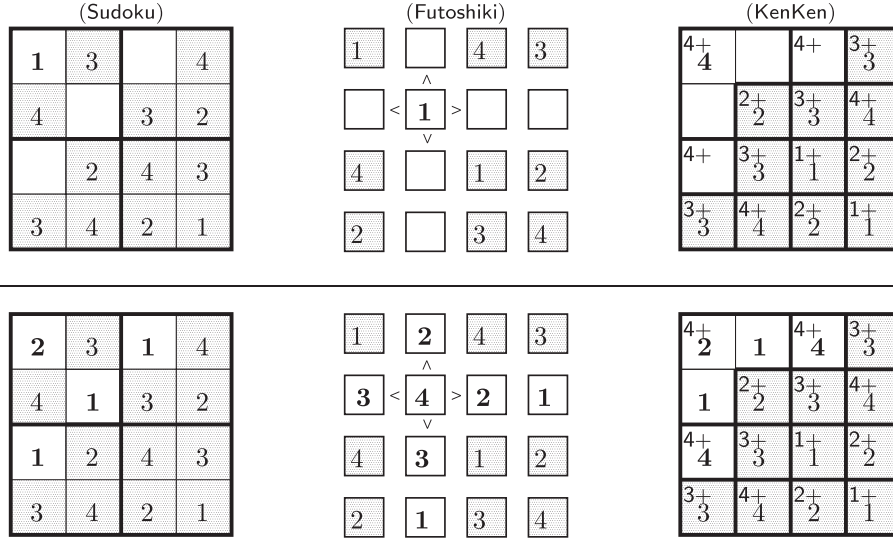 (Sudoku) (Futoshiki) (KenKen)
1 3 4 1 4 3 4+ 4 4+ 3+ 3
4 3 2 < 1 > ^ v 2+ 2 3+ 3 4+ 4
2 4 3 4 1 2 4+ 3+ 3 1+ 1 2+ 2
3 4 2 1 2 3 4 3+ 3 4+ 4 2+ 2 1+ 1
2 3 1 4 1 2 4 3 4+ 2 1 4+ 4 3+ 3
4 1 3 2 3 < 4 > 2 1 ^ v 1 2+ 2 3+ 3 4+ 4
1 2 4 3 4 3 1 2 4+ 4 3+ 3 1+ 1 2+ 2
3 4 2 1 2 1 3 4 3+ 3 4+ 4 2+ 2 1+ 1